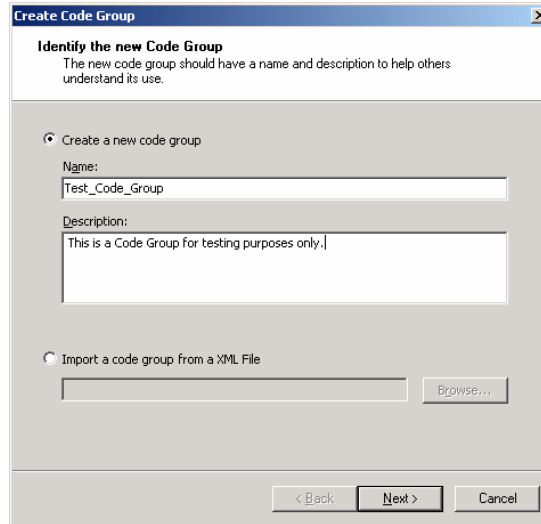 Create Code Group
Identify the new Code Group
The new code group should have a name and description to help others
understand its use.
Create a new code group
Name:
Test_Code_Group
Description:
This is a Code Group for testing purposes only.
Import a code group from a XML File
Browse...
< Back
Next >
Cancel